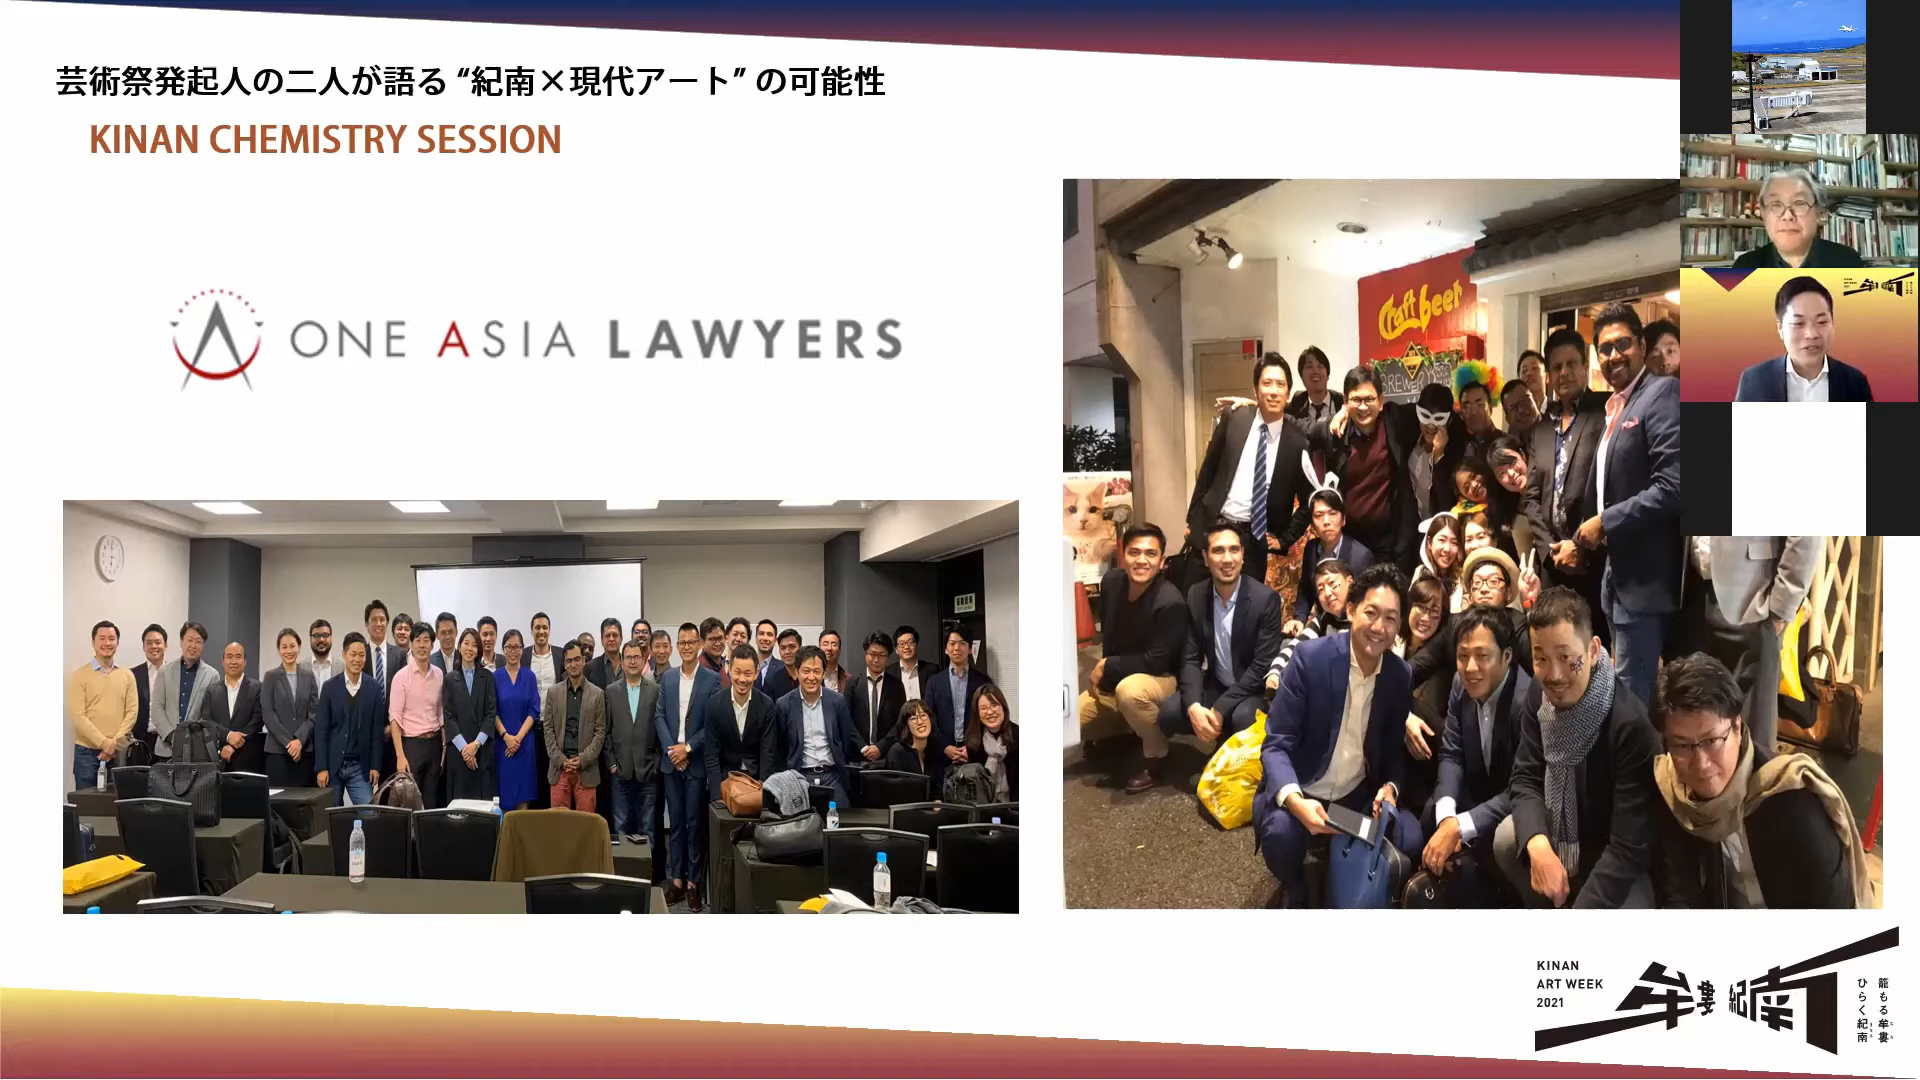 芸術祭発起人の二人が語る “紀南×現代アート” の可能性
KINAN CHEMISTRY SESSION
ONE ASIA LAWYERS
Craft beer
KINAN
ART WEEK
2021
牟婁 紀南
籠もる牟婁
ひらく紀南